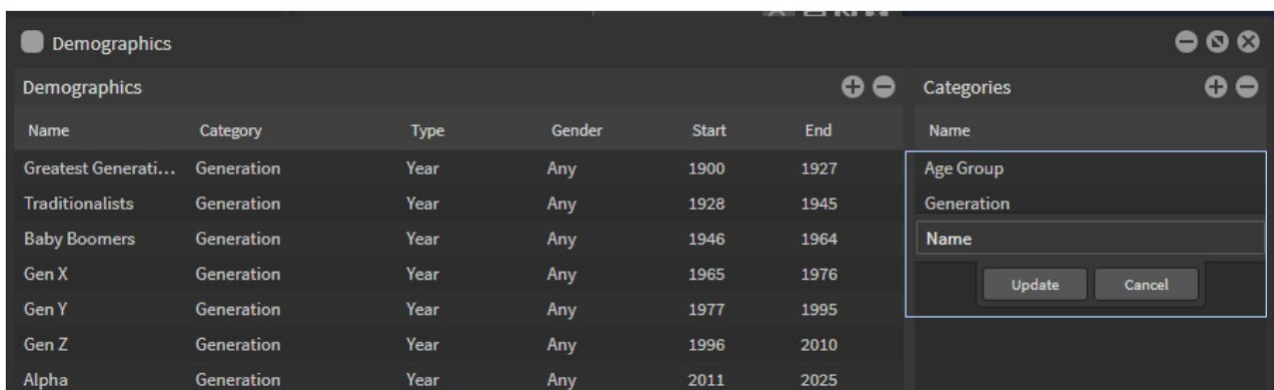 Demographics
Demographics
Categories
Name Category Type Gender Start End
Name
Greatest Generati... Generation Year Any 1900 1927
Age Group
Traditionalists Generation Year Any 1928 1945
Generation
Baby Boomers Generation Year Any 1946 1964
Name
Gen X Generation Year Any 1965 1976
Update Cancel
Gen Y Generation Year Any 1977 1995
Gen Z Generation Year Any 1996 2010
Alpha Generation Year Any 2011 2025